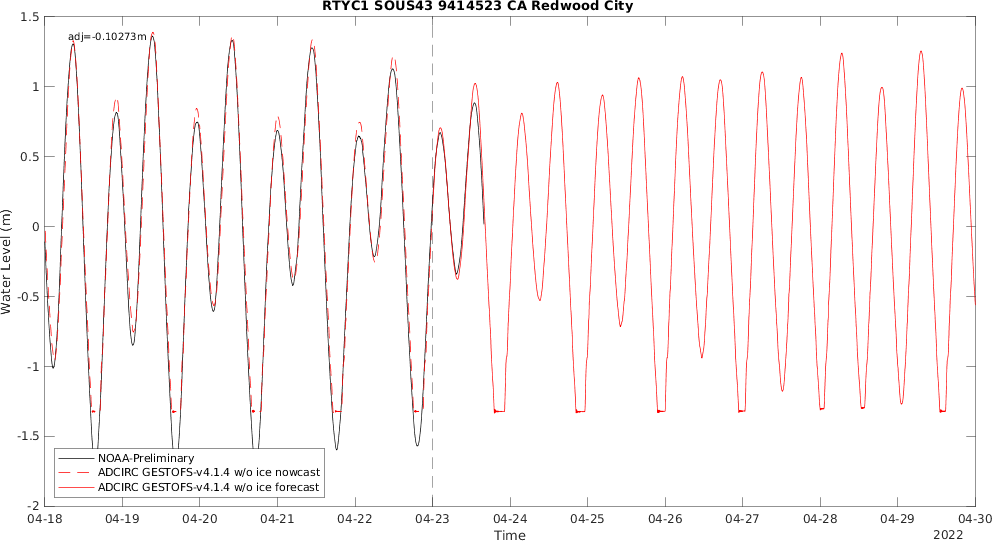 RTYC1 SOUS43 9414523 CA Redwood City
adj=-0.10273m
1.5
1
0.5
0
-0.5
-1
-1.5
-2
Water Level (m)
NOAA-Preliminary
ADCIRC GESTOFS-v4.1.4 w/o ice nowcast
ADCIRC GESTOFS-v4.1.4 w/o ice forecast
04-18 04-19 04-20 04-21 04-22 04-23 04-24 04-25 04-26 04-27 04-28 04-29 04-30
Time
2022